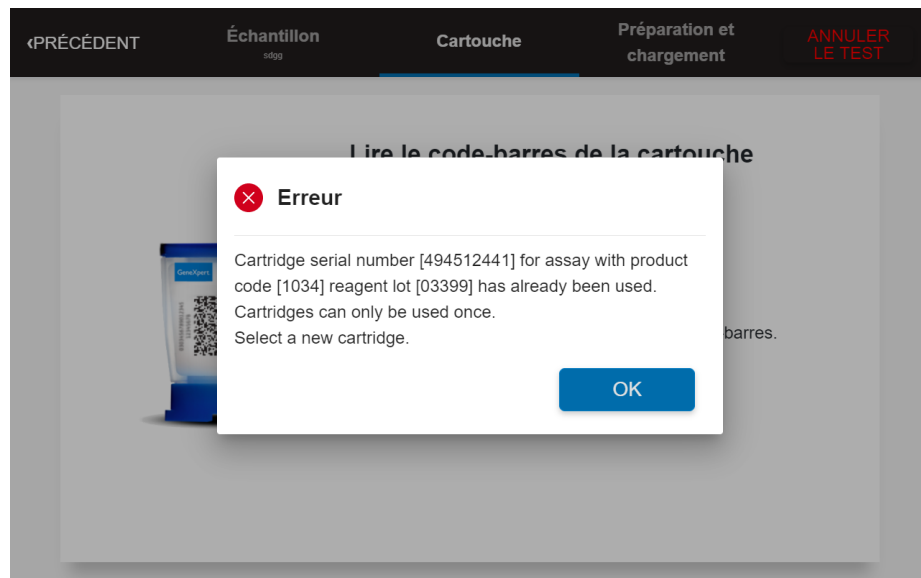 ‹PRÉCÉDENT
Échantillon
sdgg
Cartouche
Préparation et
chargement
ANNULER
LE TEST
Lire le code-barres de la cartouche
Erreur
Cartridge serial number [494512441] for assay with product
code [1034] reagent lot [03399] has already been used.
Cartridges can only be used once.
Select a new cartridge.
barres.
OK
GeneXpert